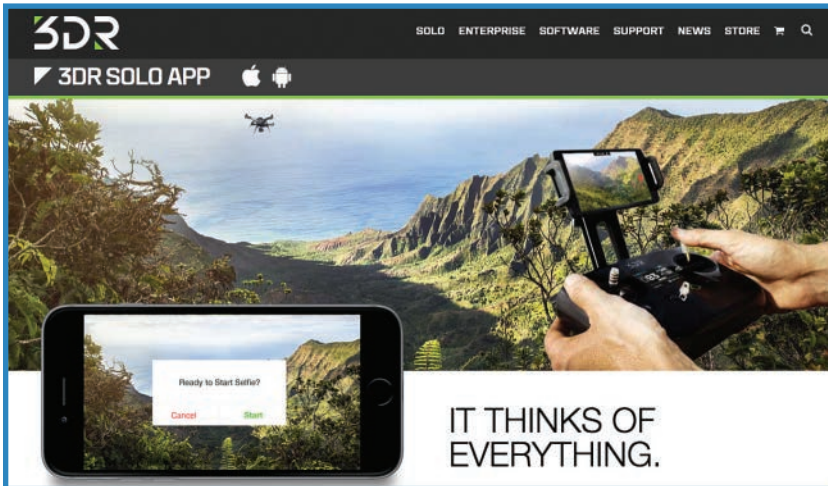 3DR
SOLO ENTERPRISE SOFTWARE SUPPORT NEWS STORE
3DR SOLO APP
Ready to Start Selfie?
Cancel Start
IT THINKS OF
EVERYTHING.